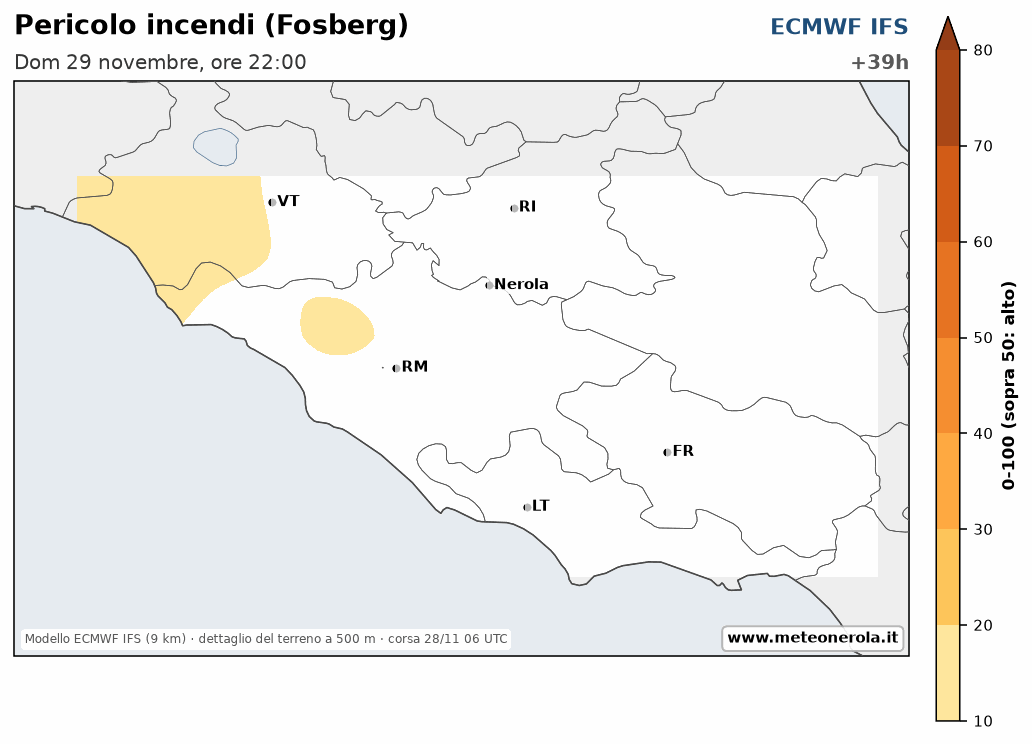 Pericolo incendi (Fosberg)
ECMWF IFS
Dom 29 novembre, ore 22:00
+39h
80
70
60
50
40
30
20
10
0-100 (sopra 50: alto)
VT
RI
Nerola
RM
FR
LT
Modello ECMWF IFS (9 km) · dettaglio del terreno a 500 m · corsa 28/11 06 UTC
www.meteonerola.it